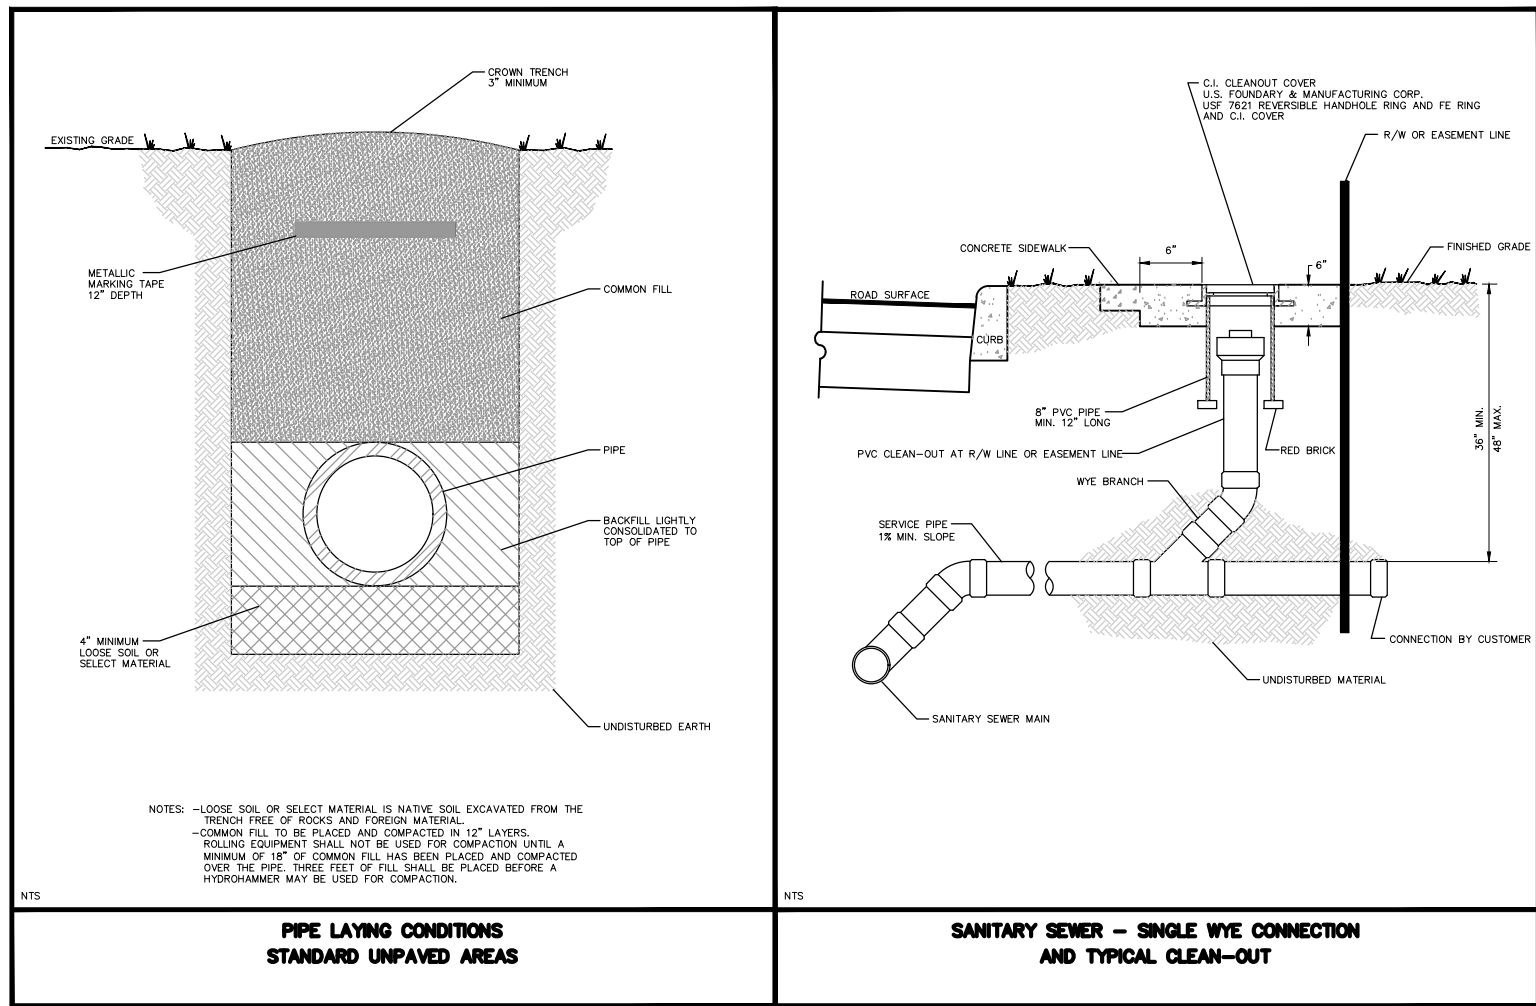 CROWN TRENCH
3" MINIMUM
EXISTING GRADE
METALLIC
MARKING TAPE
12" DEPTH
COMMON FILL
PIPE
BACKFILL LIGHTLY
CONSOLIDATED TO
TOP OF PIPE
4" MINIMUM
LOOSE SOIL OR
SELECT MATERIAL
UNDISTURBED EARTH
NOTES: -LOOSE SOIL OR SELECT MATERIAL IS NATIVE SOIL EXCAVATED FROM THE
TRENCH FREE OF ROCKS AND FOREIGN MATERIAL.
-COMMON FILL TO BE PLACED AND COMPACTED IN 12" LAYERS.
ROLLING EQUIPMENT SHALL NOT BE USED FOR COMPACTION UNTIL A
MINIMUM OF 18" OF COMMON FILL HAS BEEN PLACED AND COMPACTED
OVER THE PIPE. THREE FEET OF FILL SHALL BE PLACED BEFORE A
HYDROHAMMER MAY BE USED FOR COMPACTION.
NTS
PIPE LAYING CONDITIONS
STANDARD UNPAVED AREAS
C.I. CLEANOUT COVER
U.S. FOUNDARY & MANUFACTURING CORP.
USF 7621 REVERSIBLE HANDHOLE RING AND FE RING
AND C.I. COVER
R/W OR EASEMENT LINE
CONCRETE SIDEWALK
6"
6"
FINISHED GRADE
ROAD SURFACE
CURB
8" PVC PIPE
MIN. 12" LONG
36" MIN.
48" MAX.
PVC CLEAN-OUT AT R/W LINE OR EASEMENT LINE
RED BRICK
WYE BRANCH
SERVICE PIPE
1% MIN. SLOPE
CONNECTION BY CUSTOMER
UNDISTURBED MATERIAL
SANITARY SEWER MAIN
NTS
SANITARY SEWER - SINGLE WYE CONNECTION
AND TYPICAL CLEAN-OUT